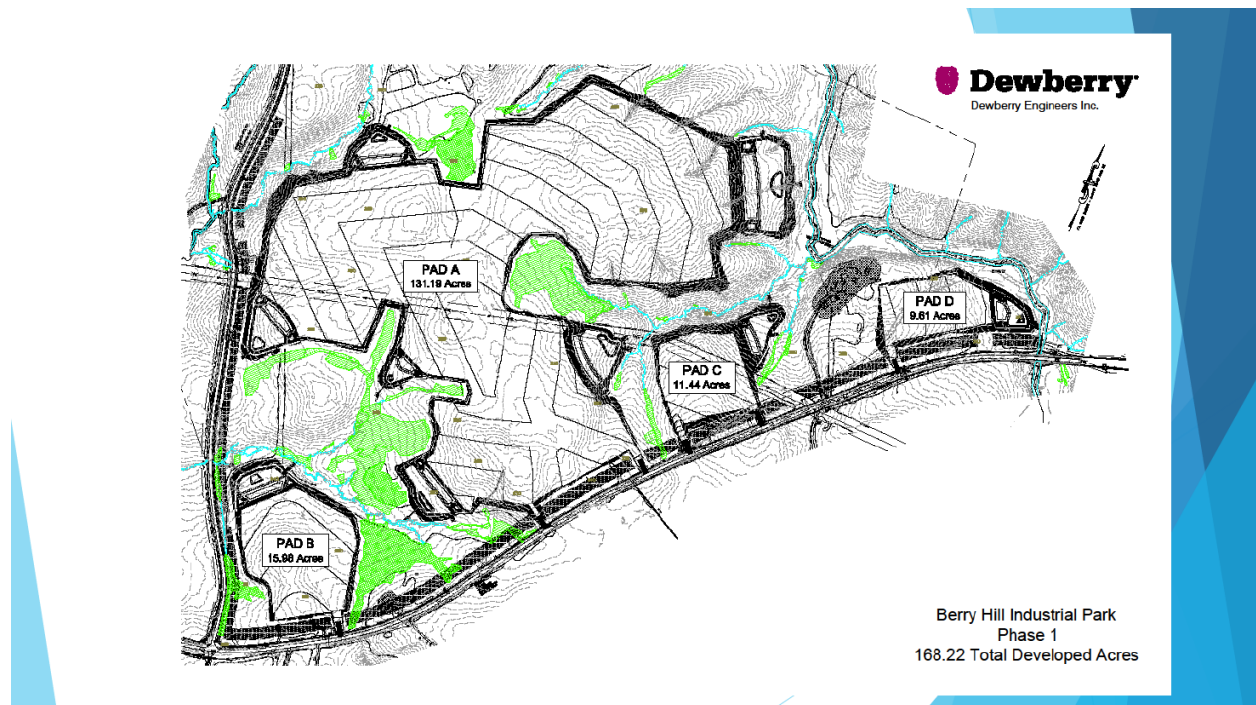 Dewberry
Dewberry Engineers Inc.
PAD A
131.19 Acres
PAD D
9.61 Acres
PAD C
11.44 Acres
PAD B
15.98 Acres
Berry Hill Industrial Park
Phase 1
168.22 Total Developed Acres